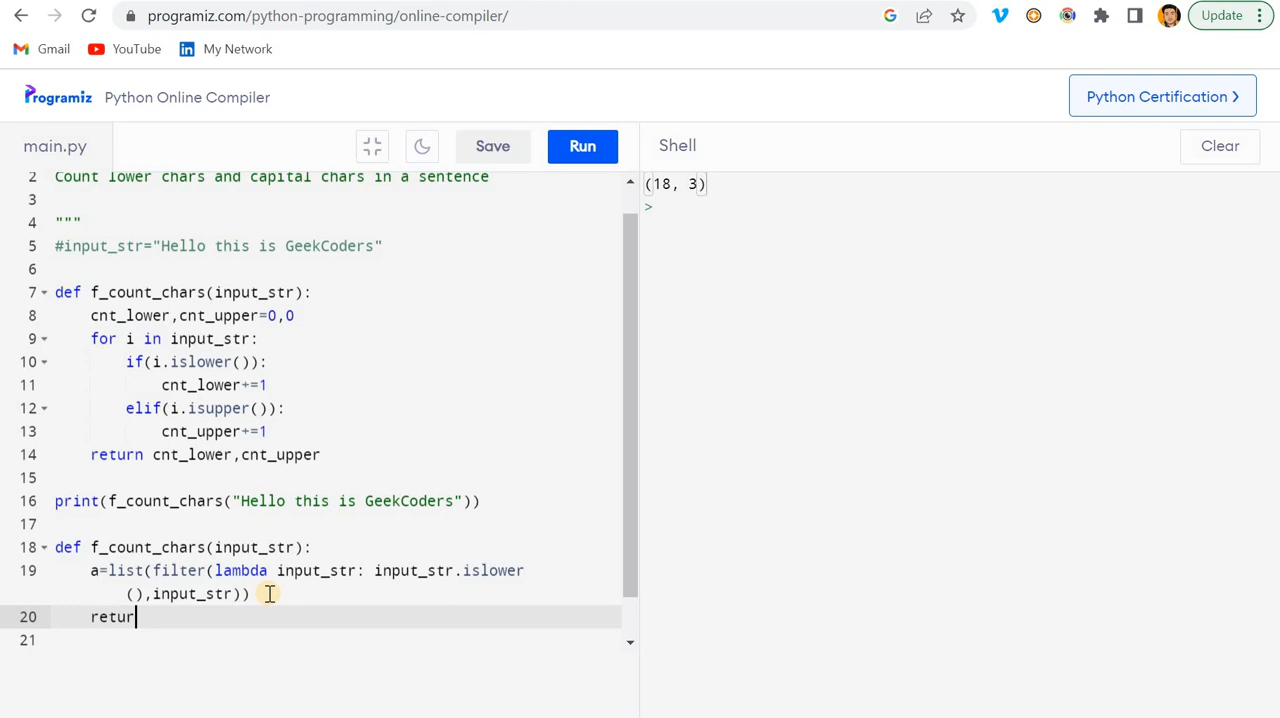 programiz.com/python-programming/online-compiler/
Update
Gmail
YouTube
My Network
Programiz
Python Online Compiler
Python Certification
main.py
Save
Run
Shell
Clear
2 Count lower chars and capital chars in a sentence
3
4 """
5 #input_str="Hello this is GeekCoders"
6
7 def f_count_chars(input_str):
8 cnt_lower,cnt_upper=0,0
9 for i in input_str:
10 if(i.islower()):
11 cnt_lower+=1
12 elif(i.isupper()):
13 cnt_upper+=1
14 return cnt_lower,cnt_upper
15
16 print(f_count_chars("Hello this is GeekCoders"))
17
18 def f_count_chars(input_str):
19 a=list(filter(lambda input_str: input_str.islower
(),input_str))
20 retur
21
(18, 3)
>